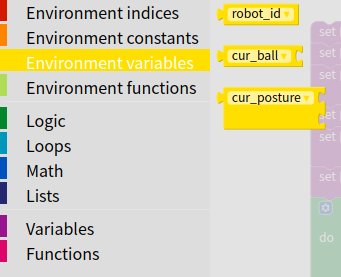 Environment indices
Environment constants
Environment variables
Environment functions
Logic
Loops
Math
Lists
Variables
Functions
robot_id
cur_ball
cur_posture
set
set
set
set
set
set
do